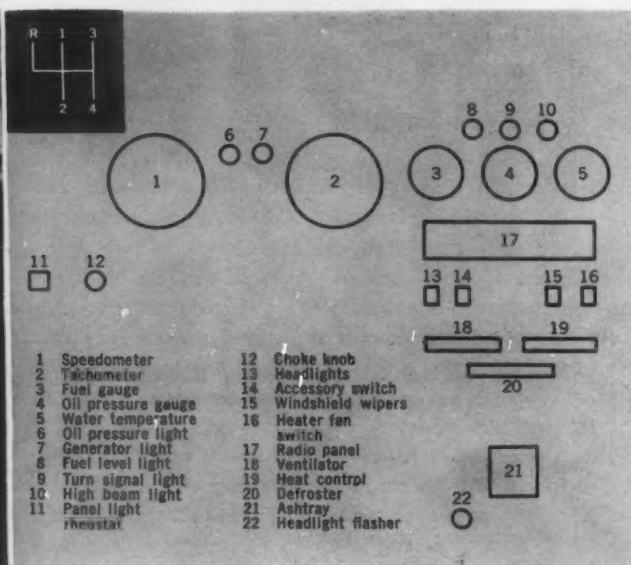 R 1 3
2 4
8 9 10
6 7
1 2 3 4 5
17
11 12 13 14 15 16
18 19
20
21
22
1 Speedometer
2 Tachometer
3 Fuel gauge
4 Oil pressure gauge
5 Water temperature
6 Oil pressure light
7 Generator light
8 Fuel level light
9 Turn signal light
10 High beam light
11 Panel light
rheostat
12 Choke knob
13 Headlights
14 Accessory switch
15 Windshield wipers
16 Heater fan
switch
17 Radio panel
18 Ventilator
19 Heat control
20 Defroster
21 Ashtray
22 Headlight flasher